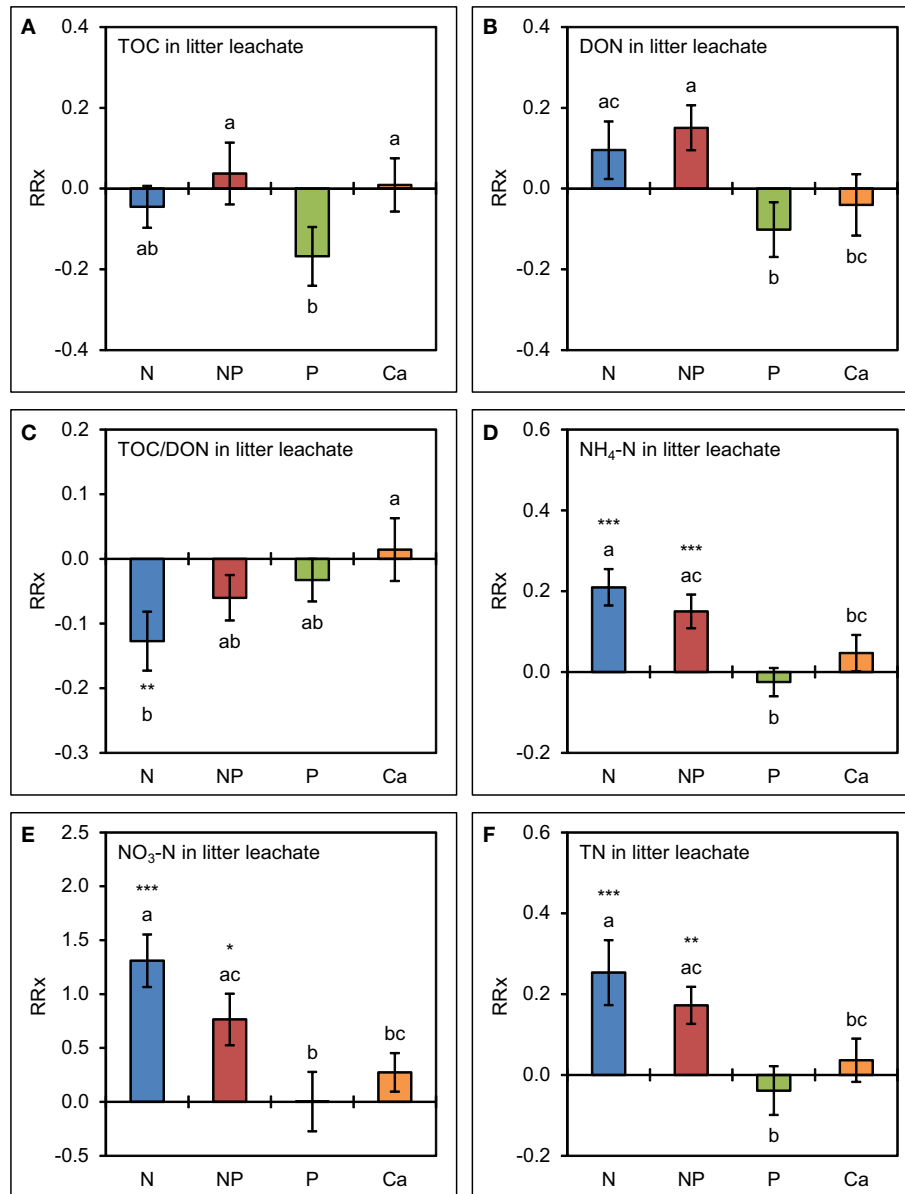 A
TOC in litter leachate
RRx
0.4
0.2
0.0
-0.2
-0.4
a
a
ab
b
N NP P Ca
B
DON in litter leachate
RRx
0.4
0.2
0.0
-0.2
-0.4
ac
a
b
bc
N NP P Ca
C
TOC/DON in litter leachate
RRx
0.2
0.1
0.0
-0.1
-0.2
-0.3
a
ab
ab
**
b
N NP P Ca
D
NH₄-N in litter leachate
RRx
0.6
0.4
0.2
0.0
-0.2
***
a
***
ac
b
bc
N NP P Ca
E
NO₃-N in litter leachate
RRx
2.5
2.0
1.5
1.0
0.5
0.0
-0.5
***
a
*
ac
b
bc
N NP P Ca
F
TN in litter leachate
RRx
0.6
0.4
0.2
0.0
-0.2
***
a
**
ac
b
bc
N NP P Ca